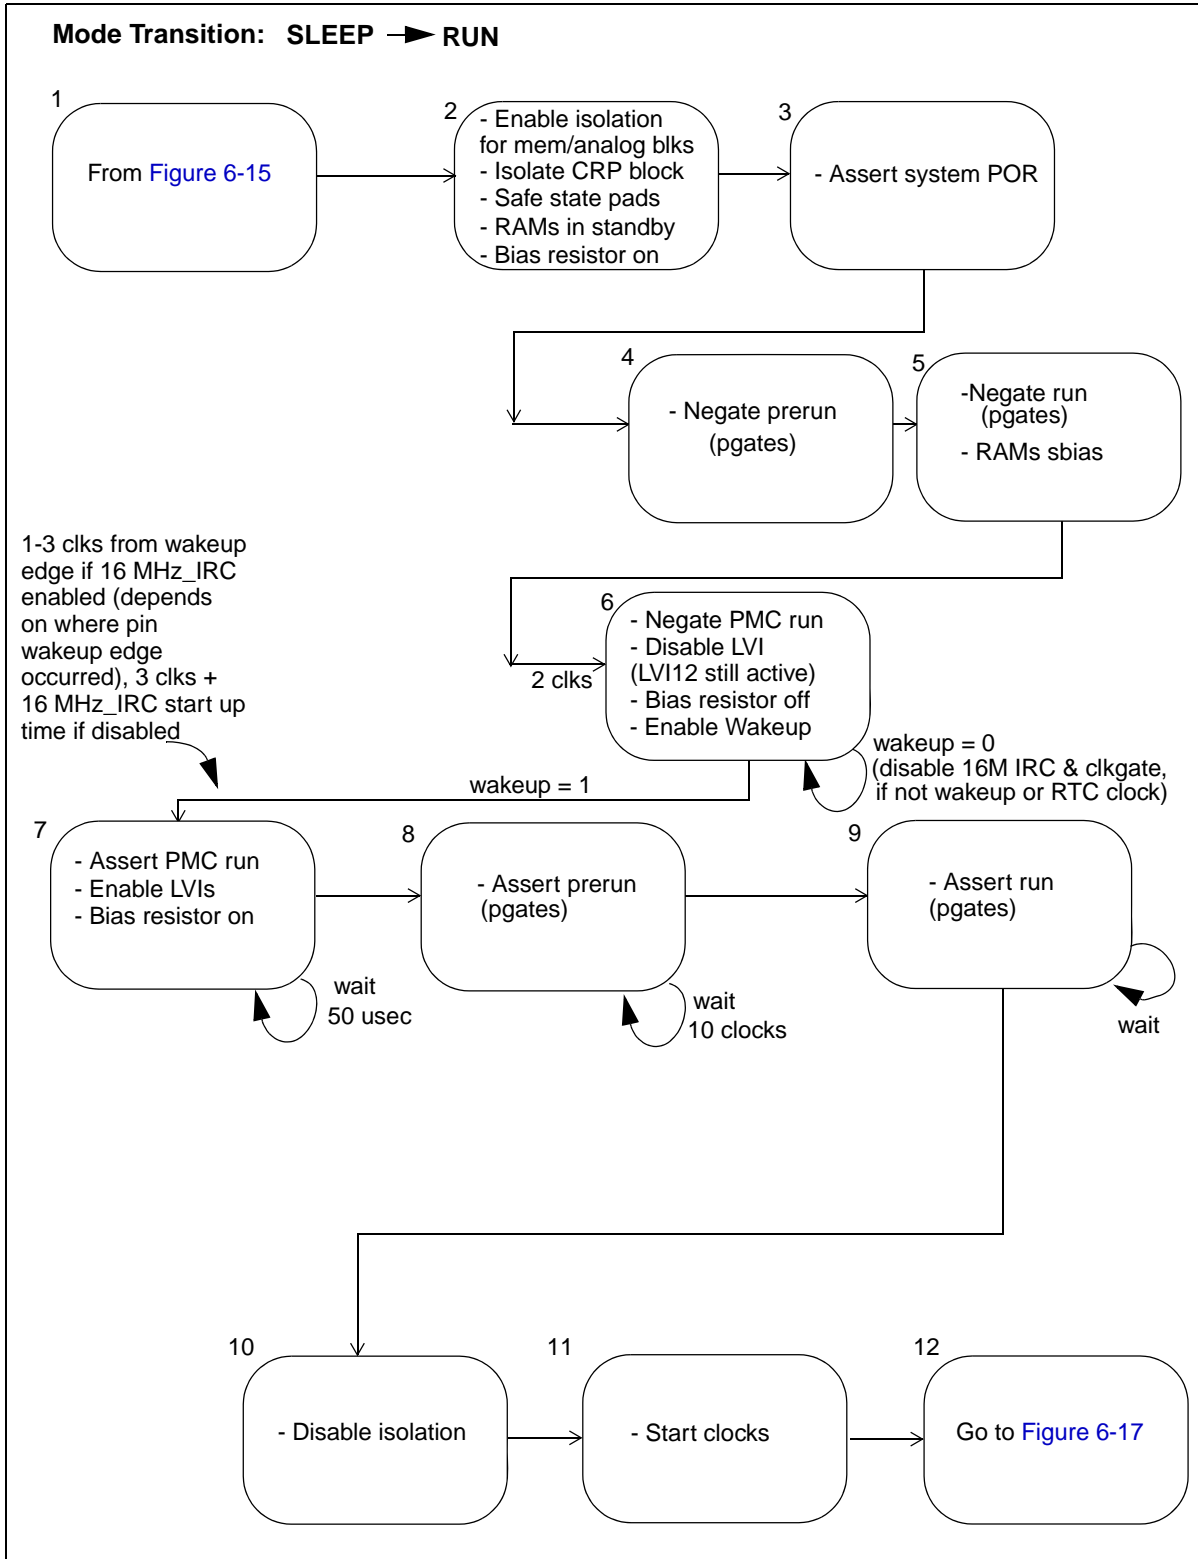 Mode Transition: SLEEP RUN
1
From Figure 6-15
2
- Enable isolation
for mem/analog blks
- Isolate CRP block
- Safe state pads
- RAMs in standby
- Bias resistor on
3
- Assert system POR
4
- Negate prerun
(pgates)
5
-Negate run
(pgates)
- RAMs sbias
1-3 clks from wakeup
edge if 16 MHz_IRC
enabled (depends
on where pin
wakeup edge
occurred), 3 clks +
16 MHz_IRC start up
time if disabled
2 clks
6
- Negate PMC run
- Disable LVI
(LVI12 still active)
- Bias resistor off
- Enable Wakeup
wakeup = 0
(disable 16M IRC & clkgate,
if not wakeup or RTC clock)
wakeup = 1
7
- Assert PMC run
- Enable LVIs
- Bias resistor on
wait
50 usec
8
- Assert prerun
(pgates)
wait
10 clocks
9
- Assert run
(pgates)
wait
10
- Disable isolation
11
- Start clocks
12
Go to Figure 6-17